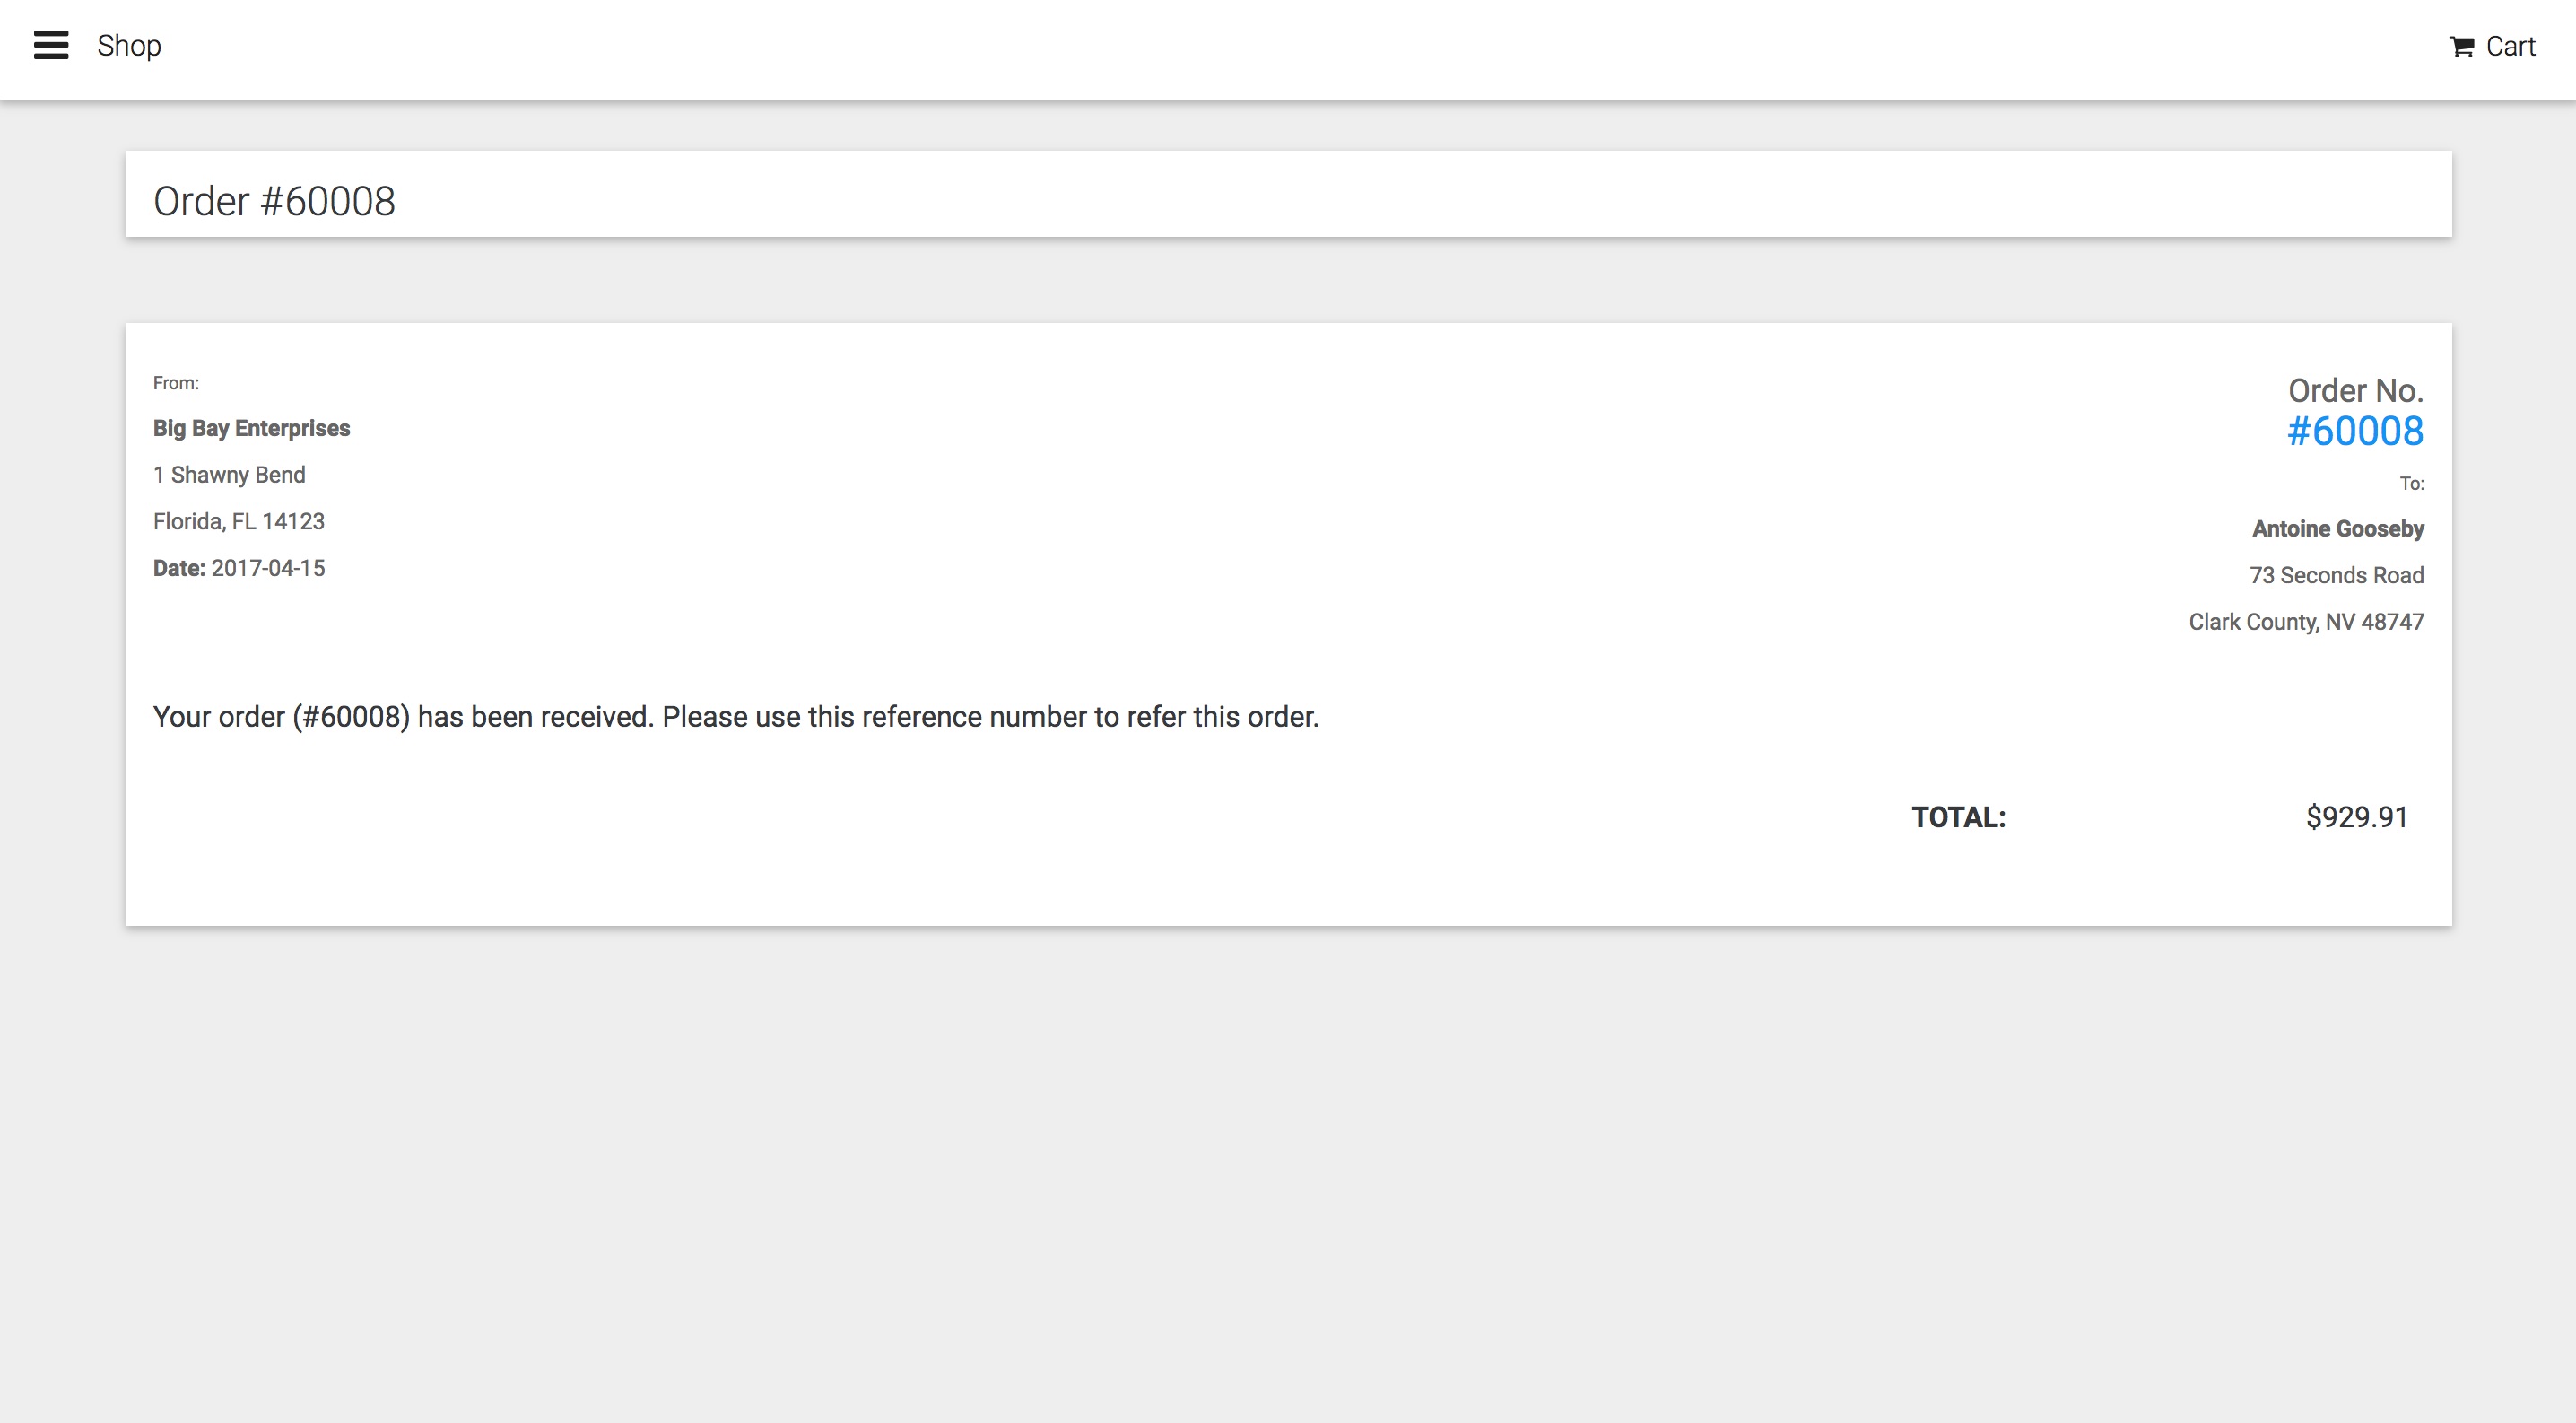 Shop
Cart
Order #60008
From:
Big Bay Enterprises
1 Shawny Bend
Florida, FL 14123
Date: 2017-04-15
Order No.
#60008
To:
Antoine Gooseby
73 Seconds Road
Clark County, NV 48747
Your order (#60008) has been received. Please use this reference number to refer this order.
TOTAL: $929.91